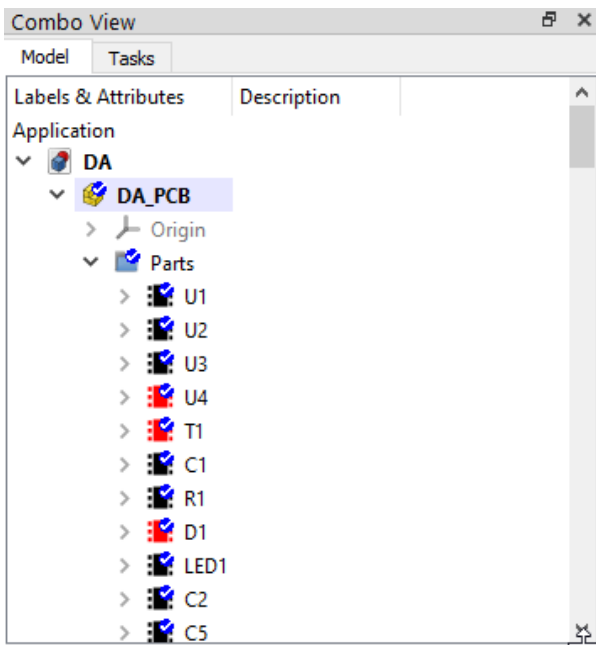 Combo View
Model Tasks
Labels & Attributes Description
Application
DA
DA_PCB
Origin
Parts
U1
U2
U3
U4
T1
C1
R1
D1
LED1
C2
C5